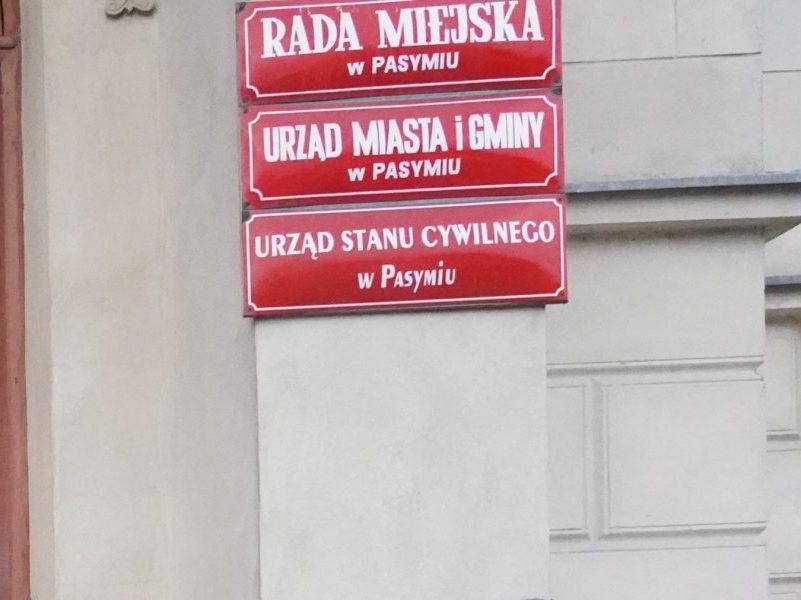 RADA MIEJSKA
w PASYMIU
URZĄD MIASTA i GMINY
w PASYMIU
URZĄD STANU CYWILNEGO
w Pasymiu